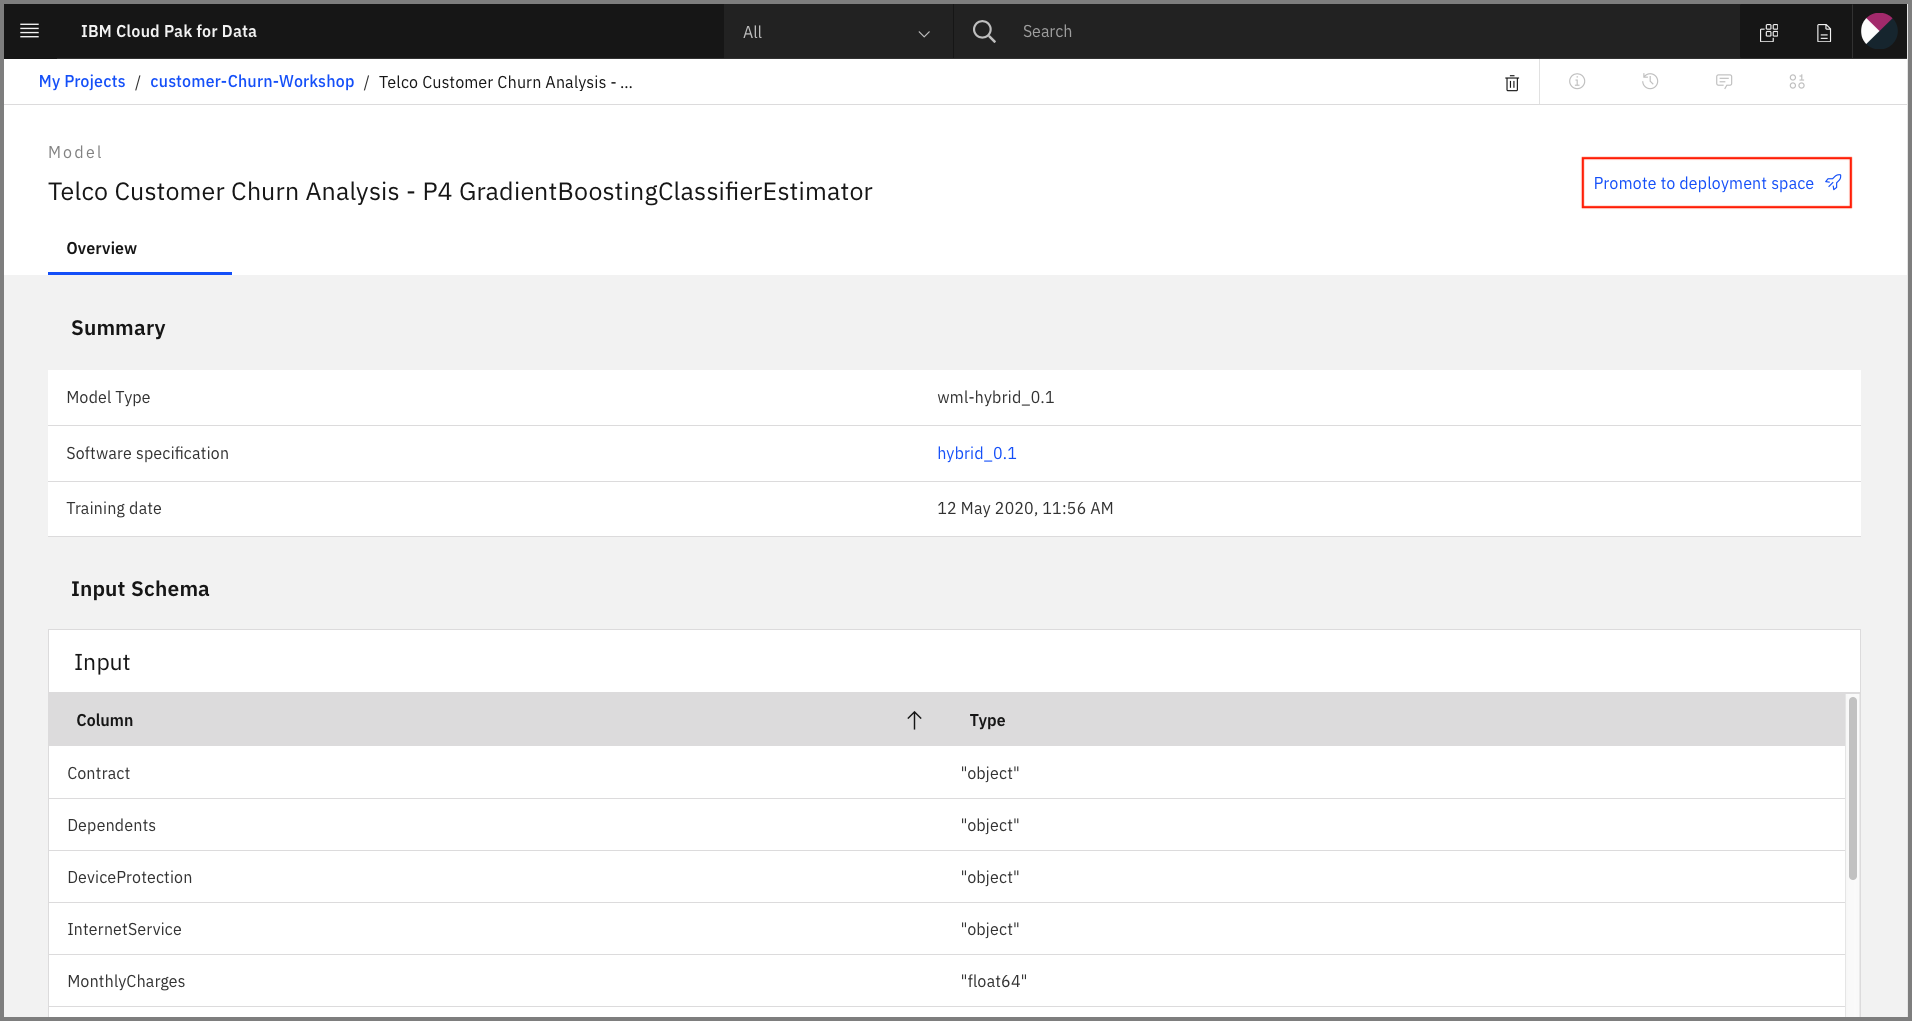 IBM Cloud Pak for Data
All
Search
My Projects / customer-Churn-Workshop / Telco Customer Churn Analysis - ...
Model
Telco Customer Churn Analysis - P4 GradientBoostingClassifierEstimator
Promote to deployment space
Overview
Summary
Model Type wml-hybrid_0.1
Software specification hybrid_0.1
Training date 12 May 2020, 11:56 AM
Input Schema
Input
Column Type
Contract "object"
Dependents "object"
DeviceProtection "object"
InternetService "object"
MonthlyCharges "float64"